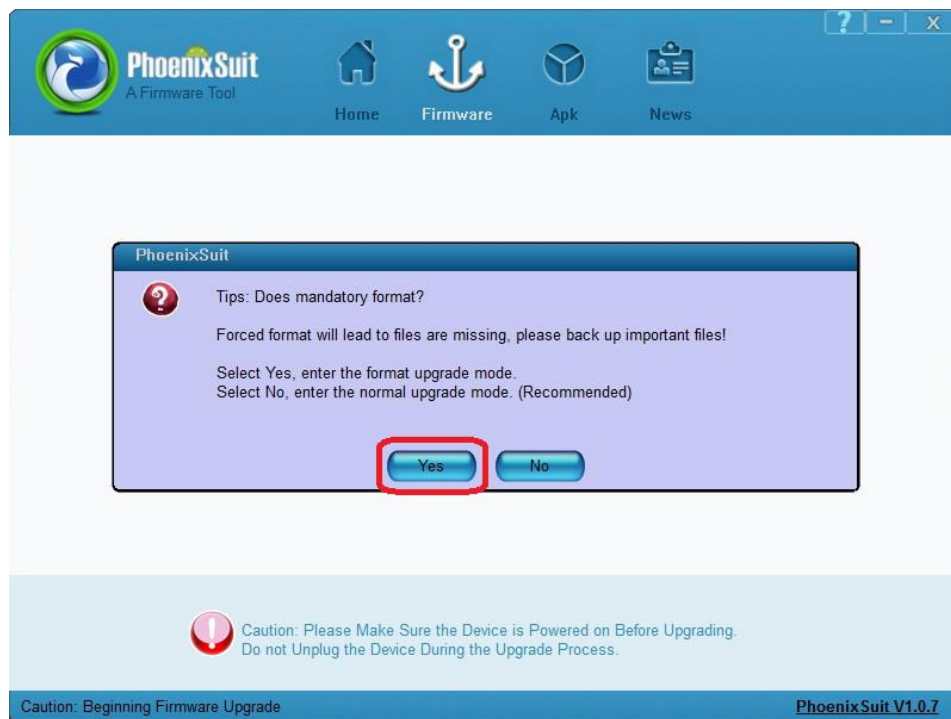 ? - X
PhoenixSuit
A Firmware Tool
Home Firmware Apk News
PhoenixSuit
?
Tips: Does mandatory format?
Forced format will lead to files are missing, please back up important files!
Select Yes, enter the format upgrade mode.
Select No, enter the normal upgrade mode. (Recommended)
Yes No
!
Caution: Please Make Sure the Device is Powered on Before Upgrading.
Do not Unplug the Device During the Upgrade Process.
Caution: Beginning Firmware Upgrade PhoenixSuit V1.0.7